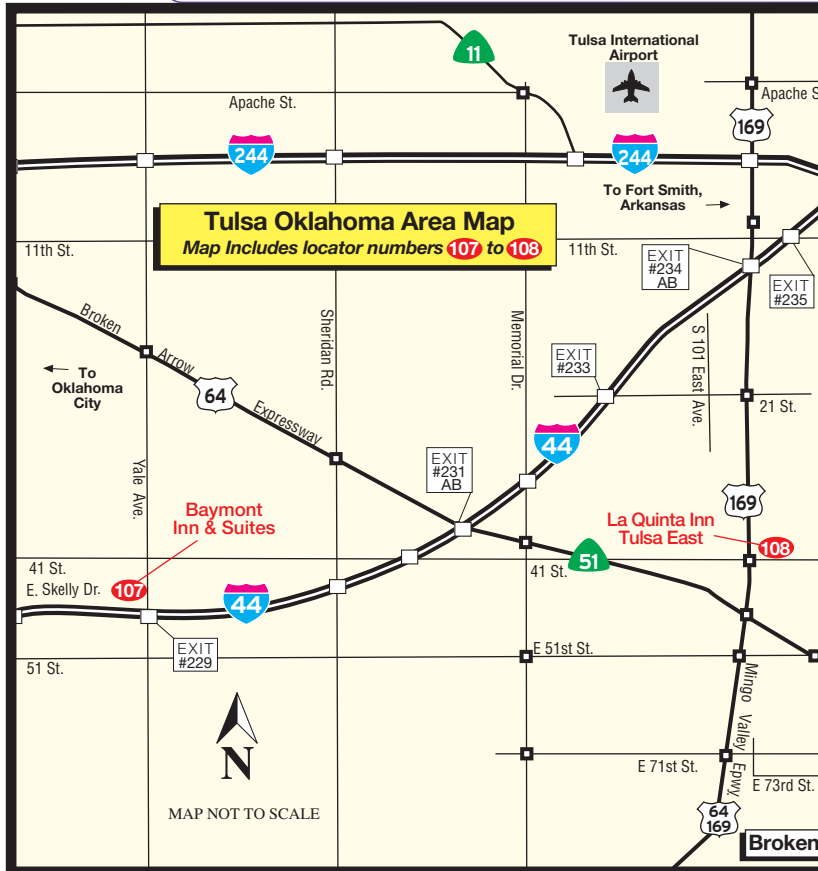 11
Tulsa International
Airport
Apache St.
Apache S
169
244
244
To Fort Smith,
Arkansas
Tulsa Oklahoma Area Map
Map Includes locator numbers 107 to 108
11th St.
11th St.
EXIT
#234
AB
EXIT
#235
Broken
Arrow
Expressway
64
Sheridan Rd.
Memorial Dr.
S 101 East Ave.
EXIT
#233
To
Oklahoma
City
21 St.
44
EXIT
#231
AB
Yale Ave.
Baymont
Inn & Suites
169
La Quinta Inn
Tulsa East
108
41 St.
41 St.
51
E. Skelly Dr.
107
44
EXIT
#229
51 St.
E 51st St.
Mingo Valley Epwy.
N
E 71st St.
E 73rd St.
MAP NOT TO SCALE
64
169
Broken